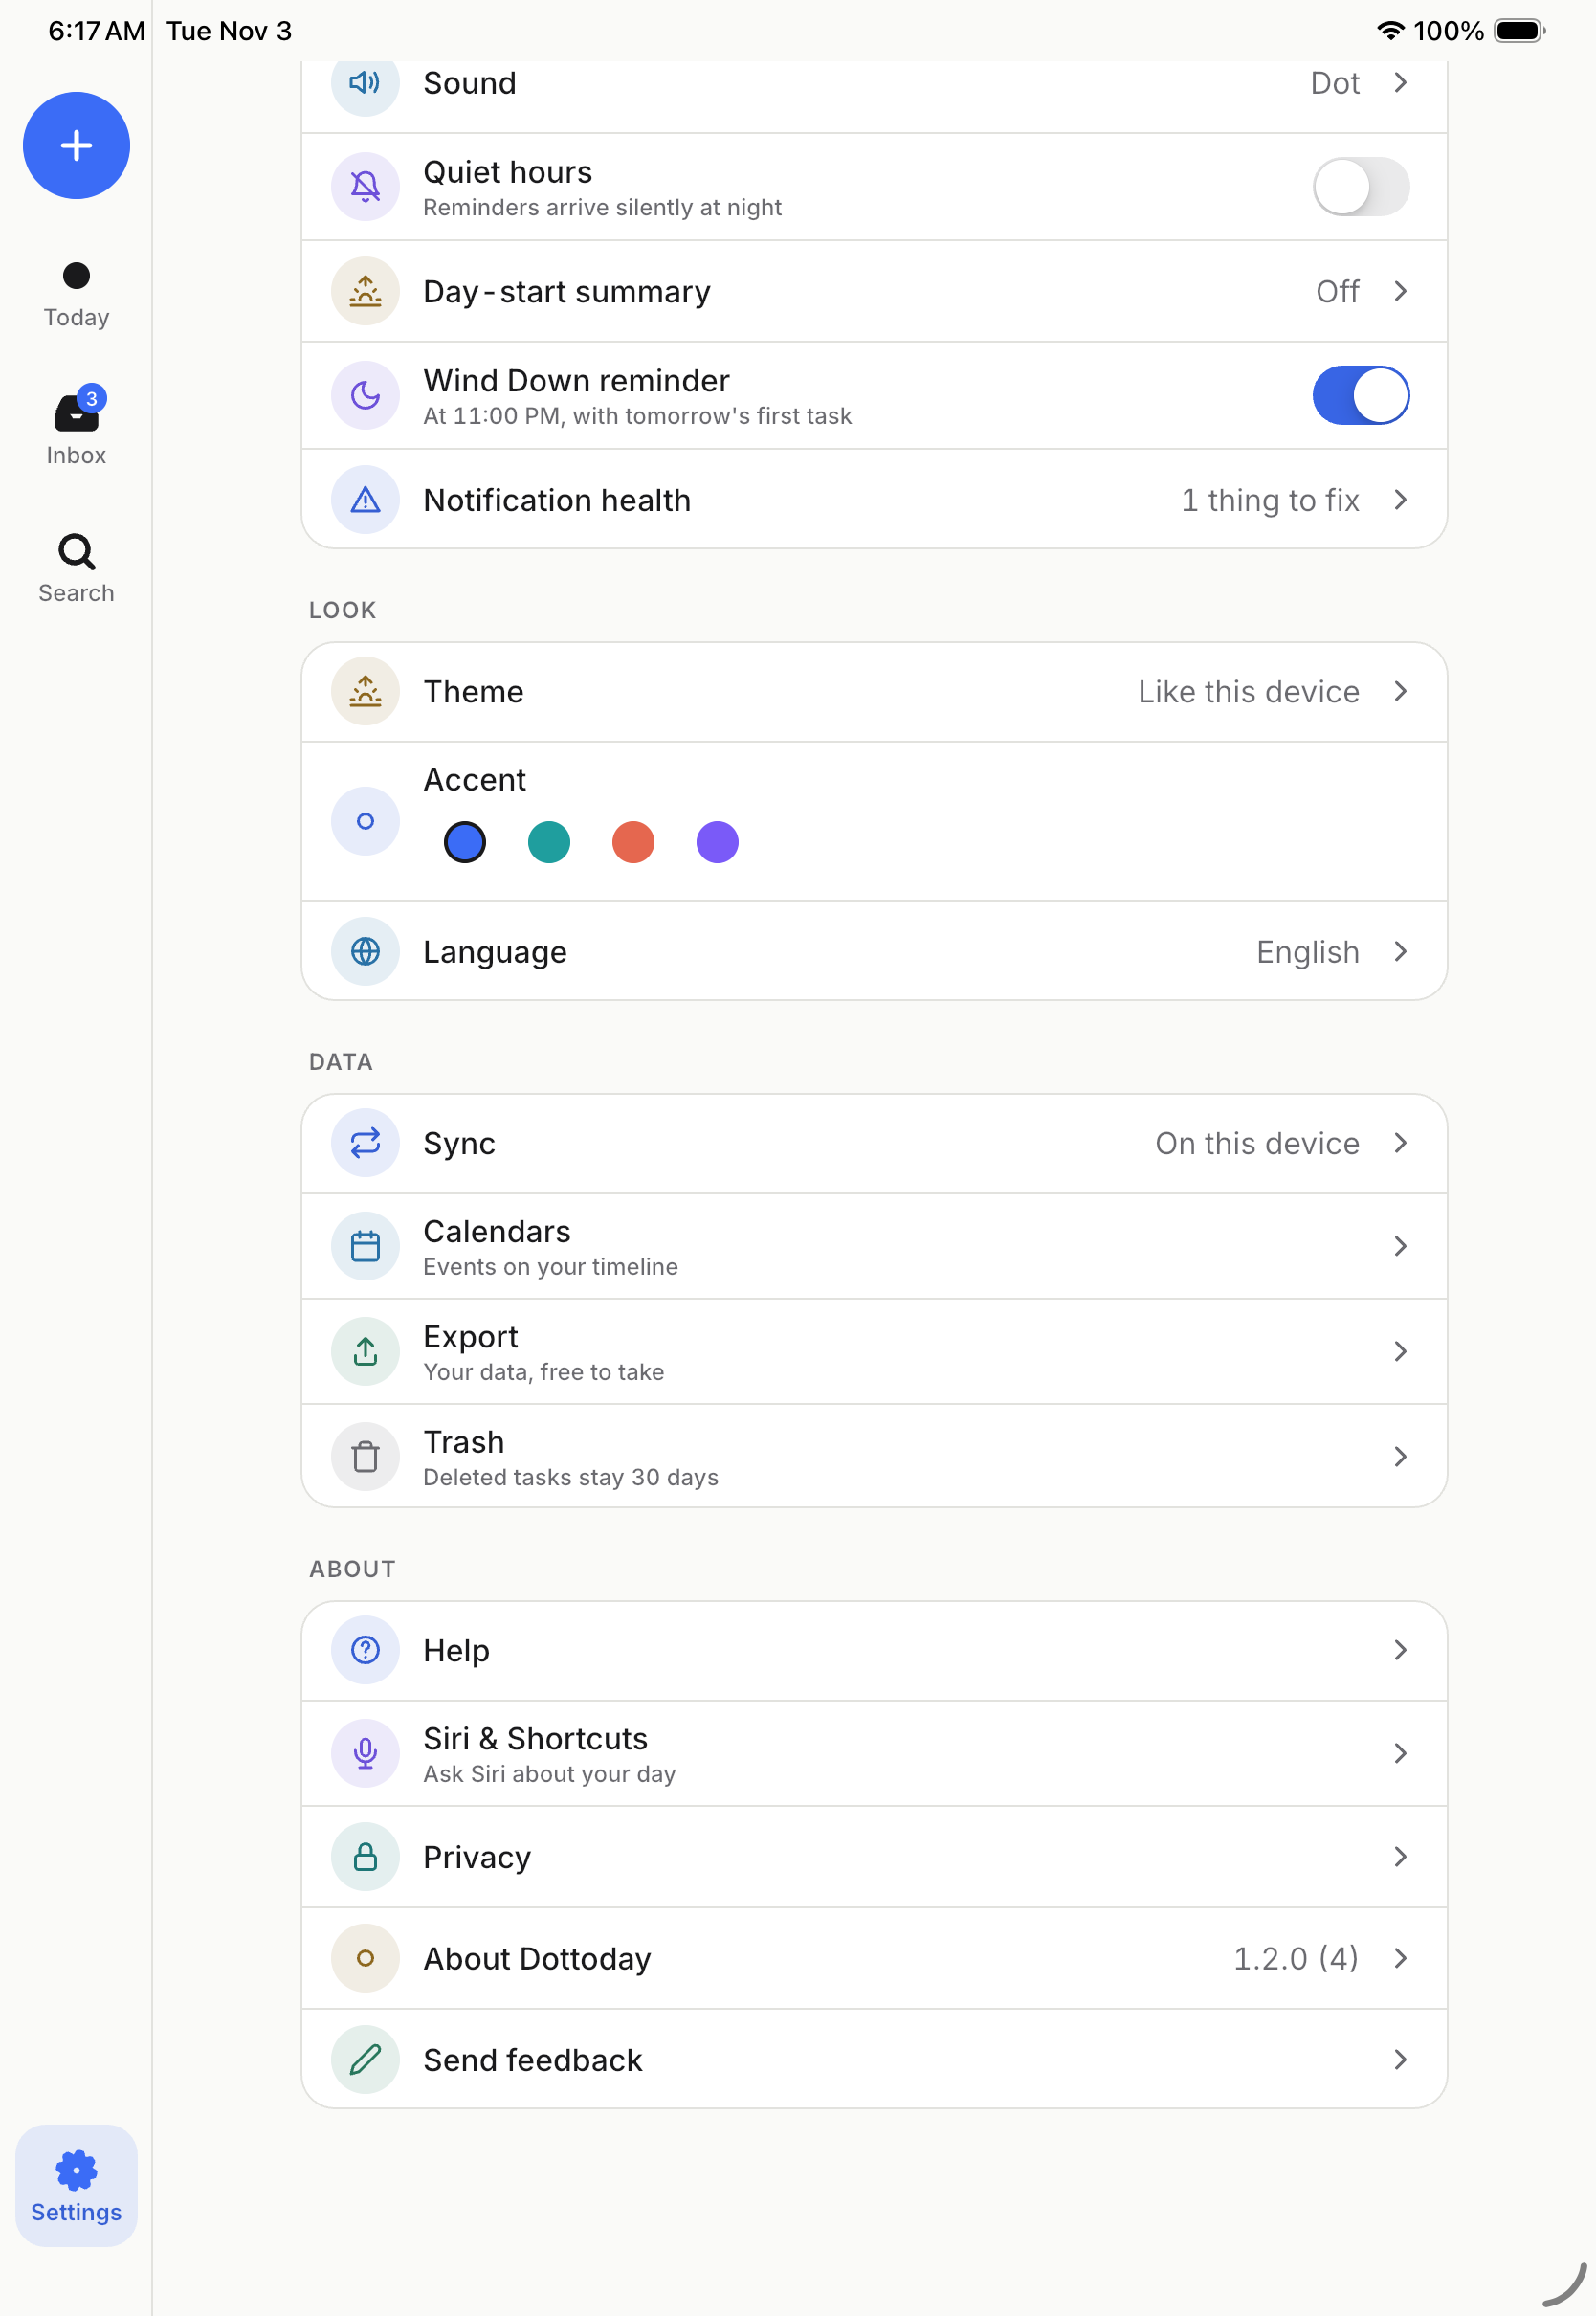 6:17 AM Tue Nov 3
100%
Sound
Dot
Quiet hours
Reminders arrive silently at night
Day-start summary
Off
Wind Down reminder
At 11:00 PM, with tomorrow's first task
Notification health
1 thing to fix
Today
3
Inbox
Search
LOOK
Theme
Like this device
Accent
Language
English
DATA
Sync
On this device
Calendars
Events on your timeline
Export
Your data, free to take
Trash
Deleted tasks stay 30 days
ABOUT
Help
Siri & Shortcuts
Ask Siri about your day
Privacy
About Dottoday
1.2.0 (4)
Send feedback
Settings